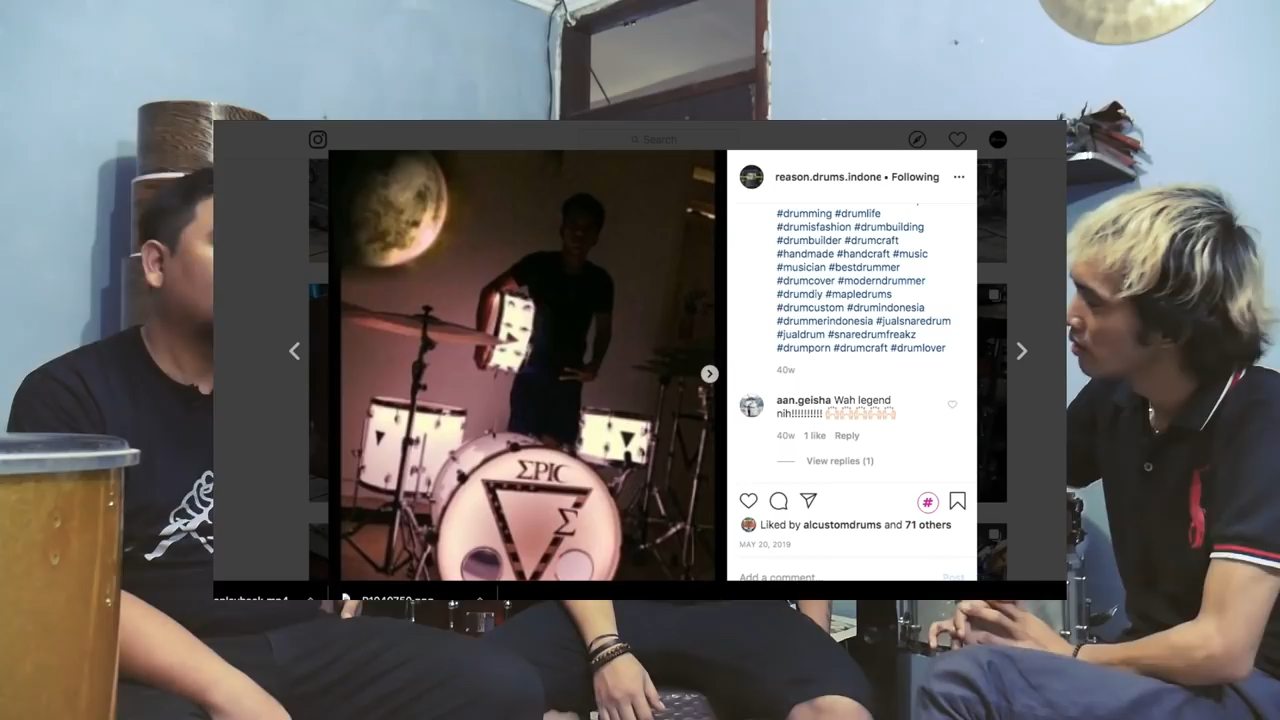 Search
reason.drums.indone • Following
#drumming #drumlife
#drumisfashion #drumbuilding
#drumbuilder #drumcraft
#handmade #handcraft #music
#musician #bestdrummer
#drumcover #moderndrummer
#drumdiy #mapledrums
#drumcustom #drumindonesia
#drummerindonesia #jualsnaredrum
#jualdrum #snaredrumfreakz
#drumporn #drumcraft #drumlover
40w
aan.geisha Wah legend
nih!!!!!!!!!!
40w 1 like Reply
View replies (1)
#
Liked by alcustomdrums and 71 others
MAY 20, 2019
Add a comment...
Post
ΣPIC
Σ